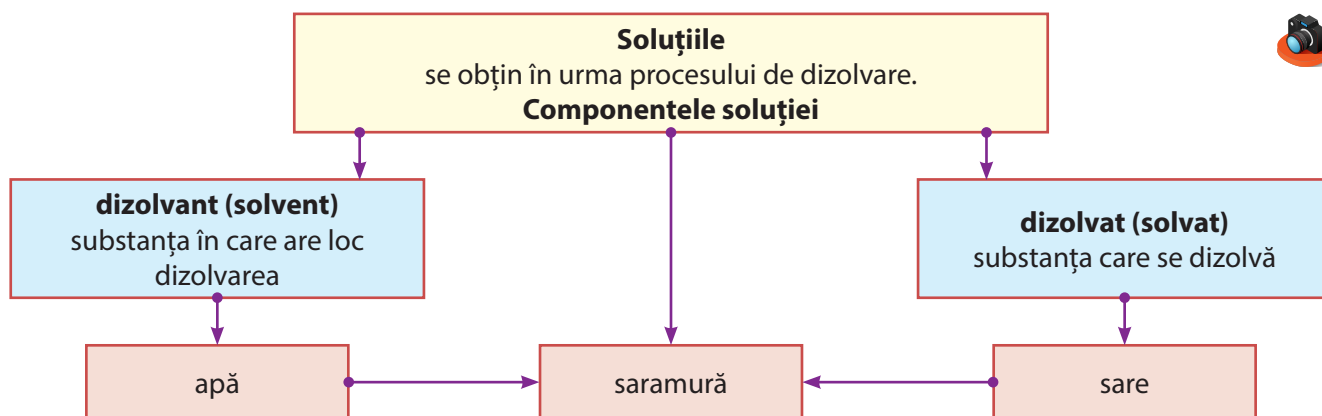 Soluțiile
se obțin în urma procesului de dizolvare.
Componentele soluției
dizolvant (solvent)
substanța în care are loc
dizolvarea
dizolvat (solvat)
substanța care se dizolvă
apă
saramură
sare